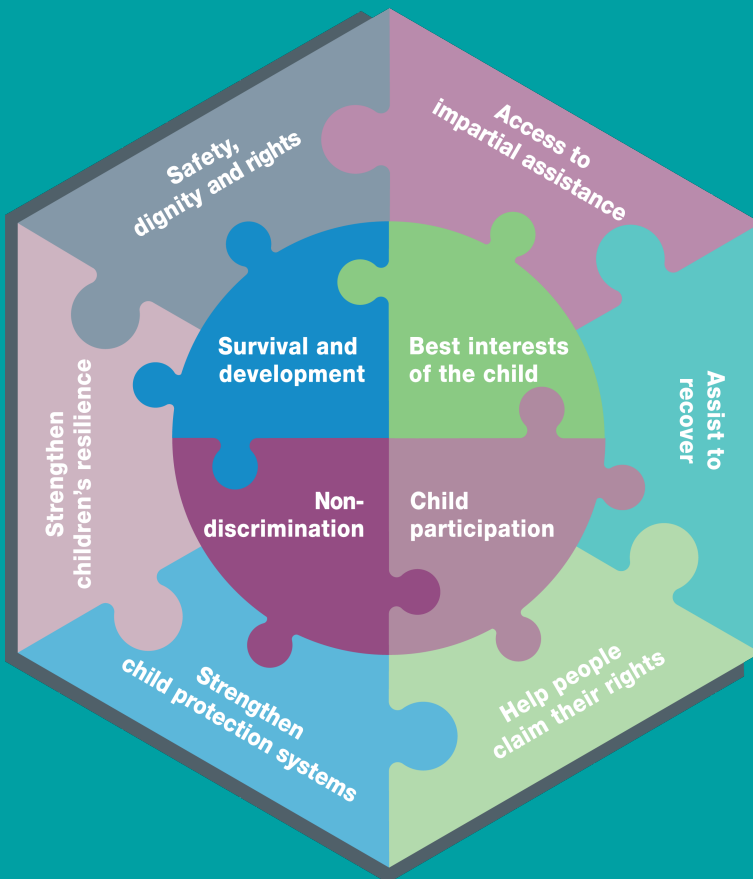 Safety,
dignity and rights
Access to
impartial assistance
Survival and
development
Best interests
of the child
Strengthen
children's resilience
Assist to
recover
Non-
discrimination
Child
participation
Strengthen
child protection systems
Help people
claim their rights